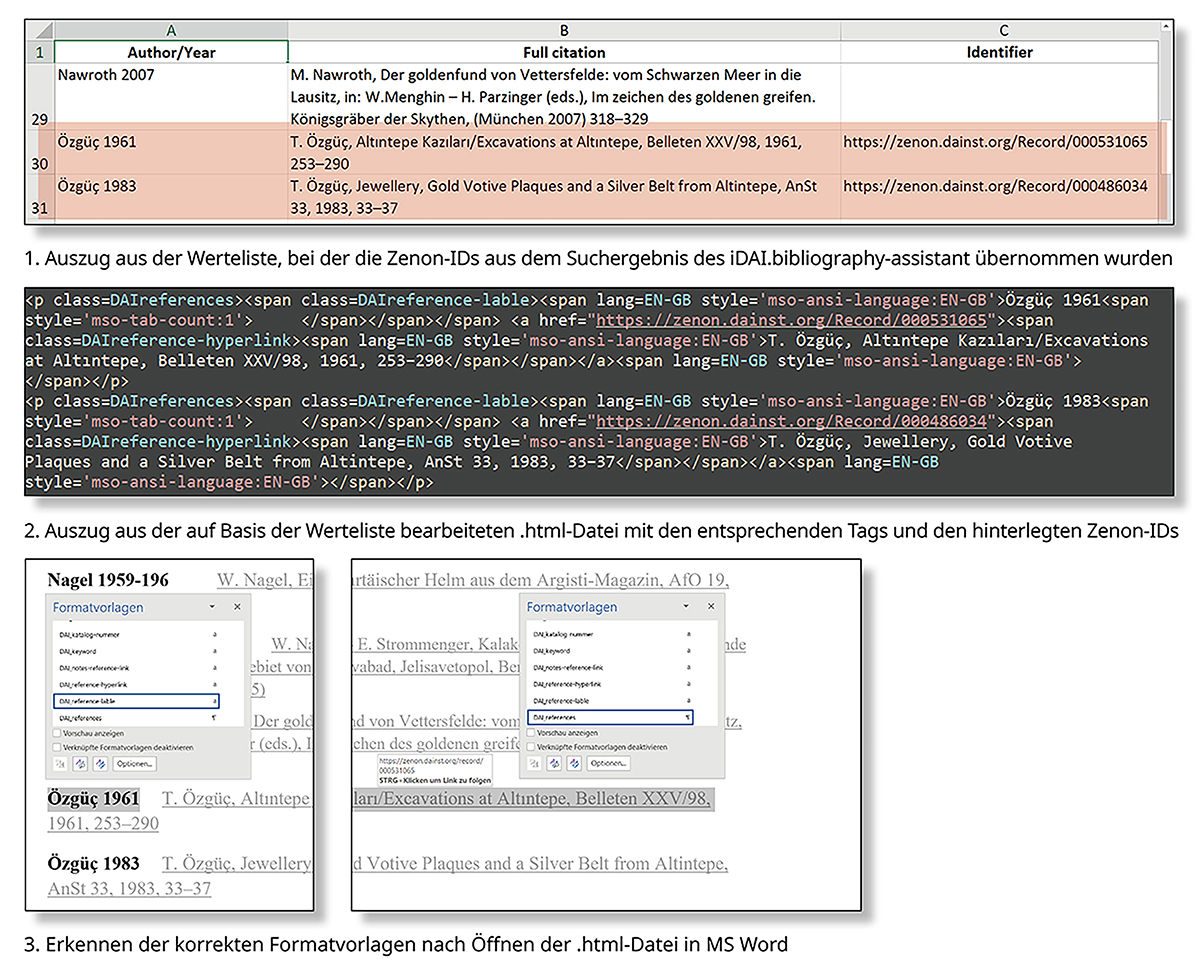 A B C
1 Author/Year Full citation Identifier
Nawroth 2007 M. Nawroth, Der goldenfund von Vettersfelde: vom Schwarzen Meer in die
Lausitz, in: W.Menghin – H. Parzinger (eds.), Im zeichen des goldenen greifen.
29 Königsgräber der Skythen, (München 2007) 318–329
Özgüç 1961 T. Özgüç, Altıntepe Kazıları/Excavations at Altıntepe, Belleten XXV/98, 1961, https://zenon.dainst.org/Record/000531065
30 253–290
Özgüç 1983 T. Özgüç, Jewellery, Gold Votive Plaques and a Silver Belt from Altintepe, AnSt https://zenon.dainst.org/Record/000486034
31 33, 1983, 33–37
1. Auszug aus der Werteliste, bei der die Zenon-IDs aus dem Suchergebnis des iDAI.bibliography-assistant übernommen wurden
<p class=DAIreferences><span class=DAIreference-lable><span lang=EN-GB style='mso-ansi-language:EN-GB'>Özgüç 1961<span
style='mso-tab-count:1'> </span></span></span> <a href="https://zenon.dainst.org/Record/000531065"><span
class=DAIreference-hyperlink><span lang=EN-GB style='mso-ansi-language:EN-GB'>T. Özgüç, Altıntepe Kazıları/Excavations
at Altıntepe, Belleten XXV/98, 1961, 253–290</span></span></a><span lang=EN-GB style='mso-ansi-language:EN-GB'>
</span></p>
<p class=DAIreferences><span class=DAIreference-lable><span lang=EN-GB style='mso-ansi-language:EN-GB'>Özgüç 1983<span
style='mso-tab-count:1'> </span></span></span> <a href="https://zenon.dainst.org/Record/000486034"><span
class=DAIreference-hyperlink><span lang=EN-GB style='mso-ansi-language:EN-GB'>T. Özgüç, Jewellery, Gold Votive
Plaques and a Silver Belt from Altintepe, AnSt 33, 1983, 33–37</span></span></a><span lang=EN-GB
style='mso-ansi-language:EN-GB'></span></p>
2. Auszug aus der auf Basis der Werteliste bearbeiteten .html-Datei mit den entsprechenden Tags und den hinterlegten Zenon-IDs
Nagel 1959-196 W. Nagel, Ei
Formatvorlagen
DAI_katalog-nummer a
W. Na
DAI_keyword a
DAI_notes-reference-link a
ebiet von
DAI_reference-hyperlink a
5)
DAI_reference-lable a
DAI_references ¶
Der gold
Vorschau anzeigen
r (eds.), I
Verknüpfte Formatvorlagen deaktivieren
Optionen...
Özgüç 1961 T. Özgüç, Altıntepe
1961, 253–290
Özgüç 1983 T. Özgüç, Jewellery
AnSt 33, 1983, 33–37
rtäischer Helm aus dem Argisti-Magazin, AfO 19,
Formatvorlagen
DAI_katalog-nummer a
E. Strommenger, Kalak nde
DAI_keyword a
DAI_notes-reference-link a
vabad, Jelisavetopol, Ber
DAI_reference-hyperlink a
DAI_reference-lable a
DAI_references ¶
d von Vettersfelde: vom tz,
Vorschau anzeigen
chen des goldenen greife
Verknüpfte Formatvorlagen deaktivieren
Optionen...
https://zenon.dainst.org/record/
000531065
STRG - Klicken um Link zu folgen
ları/Excavations at Altıntepe, Belleten XXV/98,
d Votive Plaques and a Silver Belt from Altintepe,
3. Erkennen der korrekten Formatvorlagen nach Öffnen der .html-Datei in MS Word